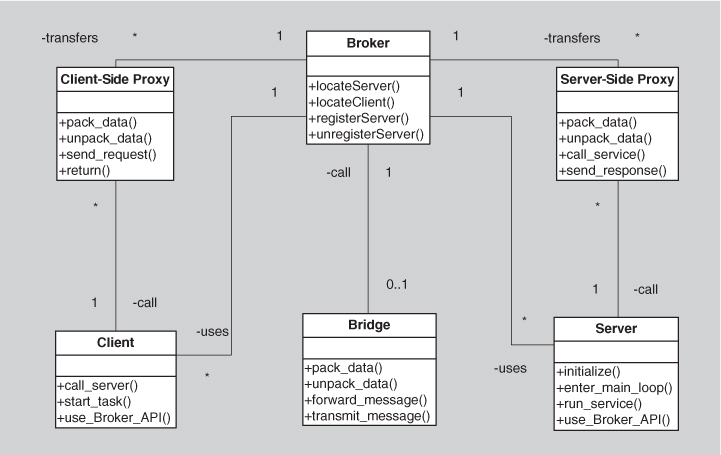 -transfers * 1 Broker 1 -transfers *
Client-Side Proxy
+pack_data()
+unpack_data()
+send_request()
+return()
+locateServer()
+locateClient()
+registerServer()
+unregisterServer()
Server-Side Proxy
+pack_data()
+unpack_data()
+call_service()
+send_response()
1
1
* -call 1 *
1 -call 0..1 1 -call
-uses *
* -uses
Client
+call_server()
+start_task()
+use_Broker_API()
Bridge
+pack_data()
+unpack_data()
+forward_message()
+transmit_message()
Server
+initialize()
+enter_main_loop()
+run_service()
+use_Broker_API()